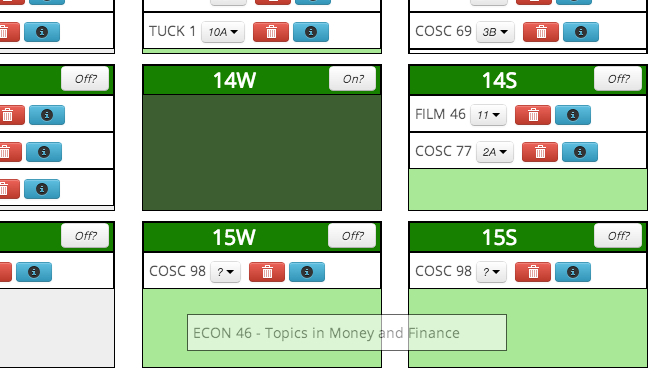 TUCK 1 10A
COSC 69 3B
Off?
14W On?
14S Off?
FILM 46 11
COSC 77 2A
Off?
15W Off?
15S Off?
COSC 98 ?
COSC 98 ?
ECON 46 - Topics in Money and Finance